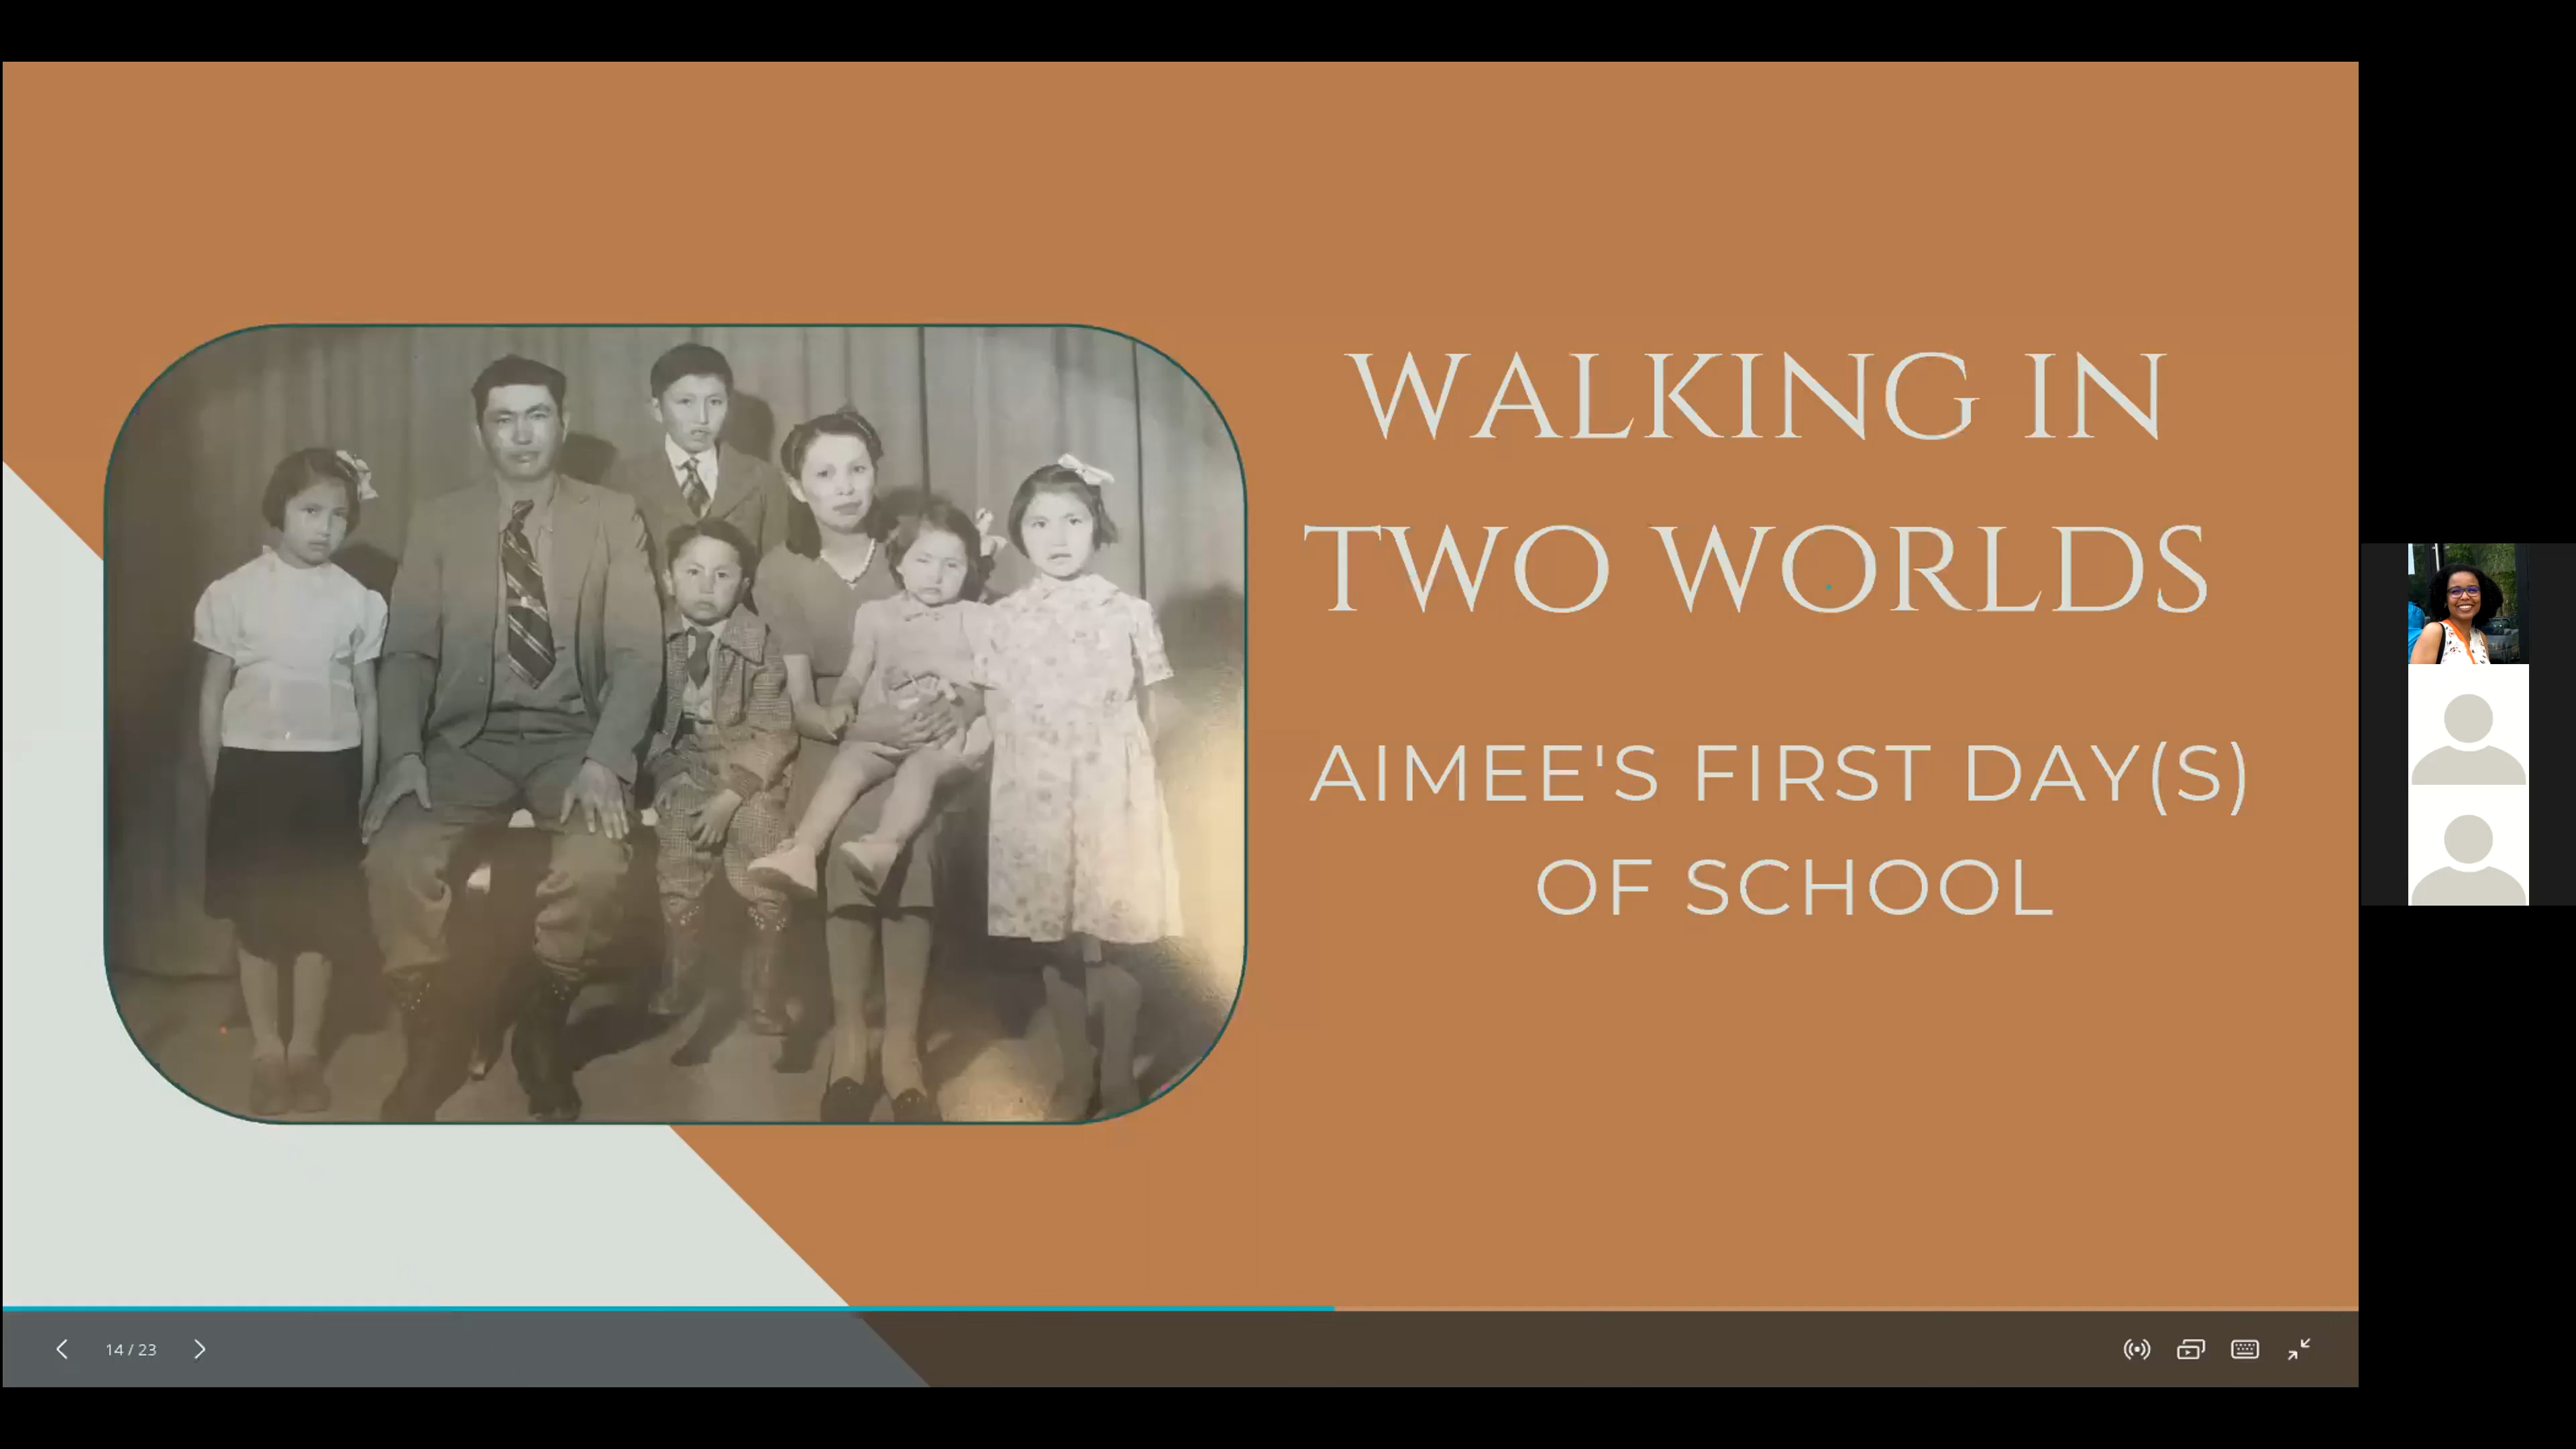 WALKING IN
TWO WORLDS
AIMEE'S FIRST DAY(S)
OF SCHOOL
14 / 23